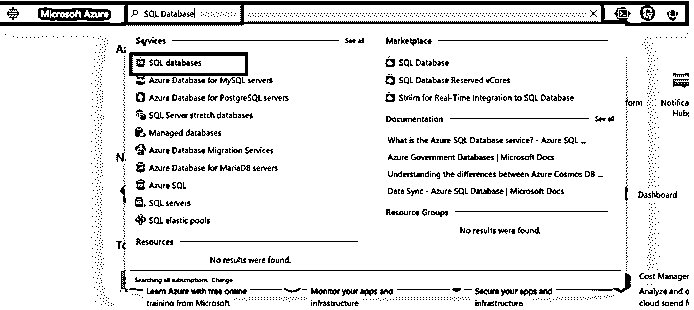 Microsoft Azure
SQL Database
Services
See all
SQL databases
Azure Database for MySQL servers
Azure Database for PostgreSQL servers
SQL Server stretch databases
Managed databases
Azure Database Migration Services
Azure Database for MariaDB servers
Azure SQL
SQL servers
SQL elastic pools
Resources
No results were found.
Marketplace
SQL Database
SQL Database Reserved vCores
Striim for Real-Time Integration to SQL Database
Documentation
See all
What is the Azure SQL Database service? - Azure SQL ...
Azure Government Databases | Microsoft Docs
Understanding the differences between Azure Cosmos DB ...
Data Sync - Azure SQL Database | Microsoft Docs
Resource Groups
No results were found.
Searching all subscriptions. Change
Az
N
To
form
Notifica
Hubs
Dashboard
Learn Azure with free online
training from Microsoft
Monitor your apps and
infrastructure
Secure your apps and
infrastructure
Cost Manager
Analyze and o
cloud spend f